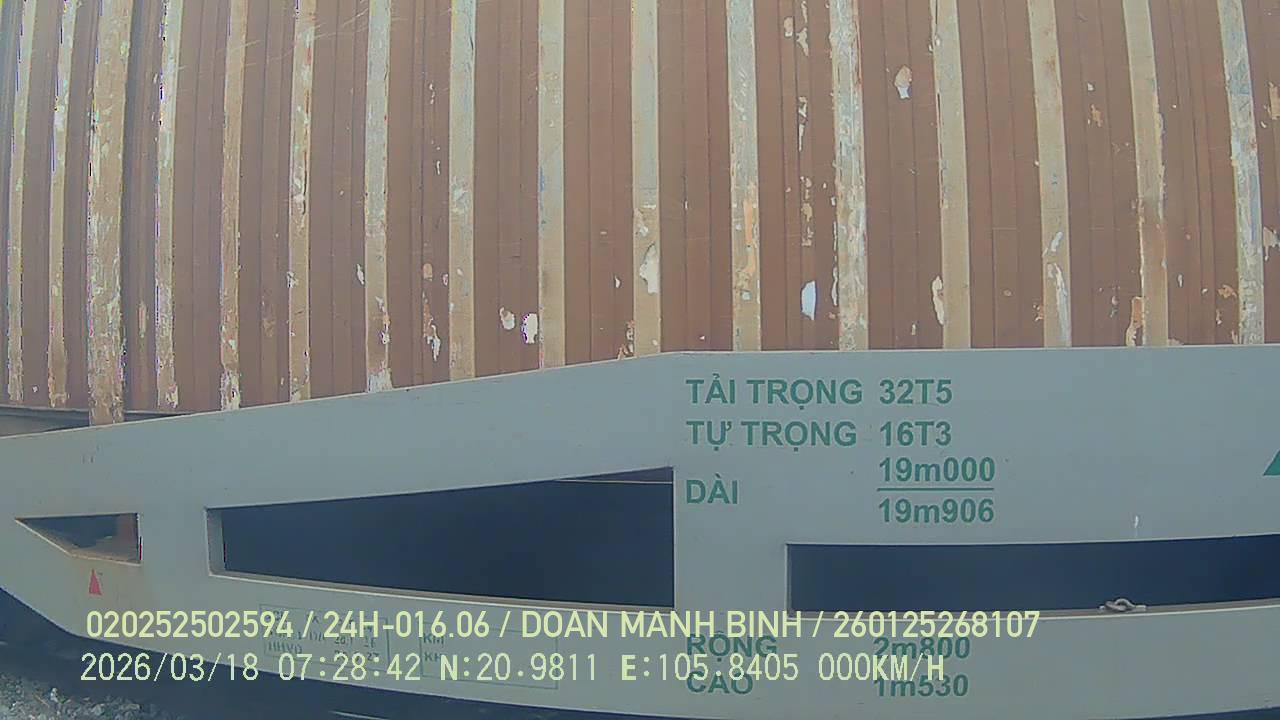 TẢI TRỌNG 32T5
TỰ TRỌNG 16T3
DÀI 19m000
19m906
RỘNG 2m800
CAO 1m530
020252502594 / 24H-016.06 / DOAN MANH BINH / 260125268107
2026/03/18 07:28:42 N:20.9811 E:105.8405 000KM/H